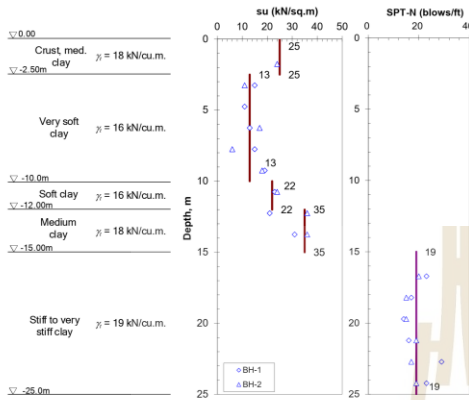 su (kN/sq.m)
SPT-N (blows/ft)
0 10 20 30 40 50
0 20 40
0.00
Crust, med.
clay
γt = 18 kN/cu.m.
-2.50m
Very soft
clay
γt = 16 kN/cu.m.
-10.0m
Soft clay
γt = 16 kN/cu.m.
-12.00m
Medium
clay
γt = 18 kN/cu.m.
-15.00m
Stiff to very
stiff clay
γt = 19 kN/cu.m.
-25.0m
Depth, m
0
5
10
15
20
25
25
25
13
13
22
22
35
35
BH-1
BH-2
0
5
10
15
20
25
19
19